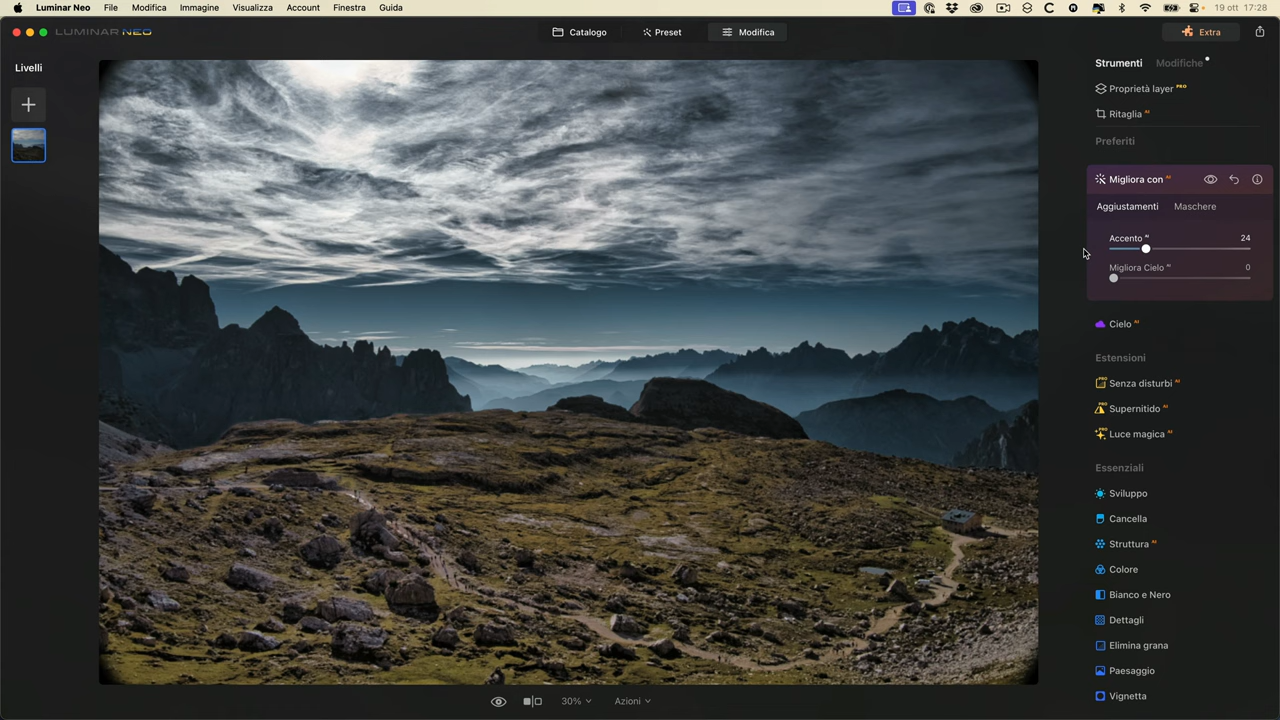 Luminar Neo File Modifica Immagine Visualizza Account Finestra Guida 19 ott 17:28
LUMINAR NEO Catalogo Preset Modifica Extra
Livelli
Strumenti Modifiche
Proprietà layer PRO
Ritaglia AI
Preferiti
Migliora con AI
Aggiustamenti Maschere
Accento AI 24
Migliora Cielo AI 0
Cielo AI
Estensioni
PRO Senza disturbi AI
PRO Supernitido AI
PRO Luce magica AI
Essenziali
Sviluppo
Cancella
Struttura AI
Colore
Bianco e Nero
Dettagli
Elimina grana
Paesaggio
Vignetta
30% Azioni